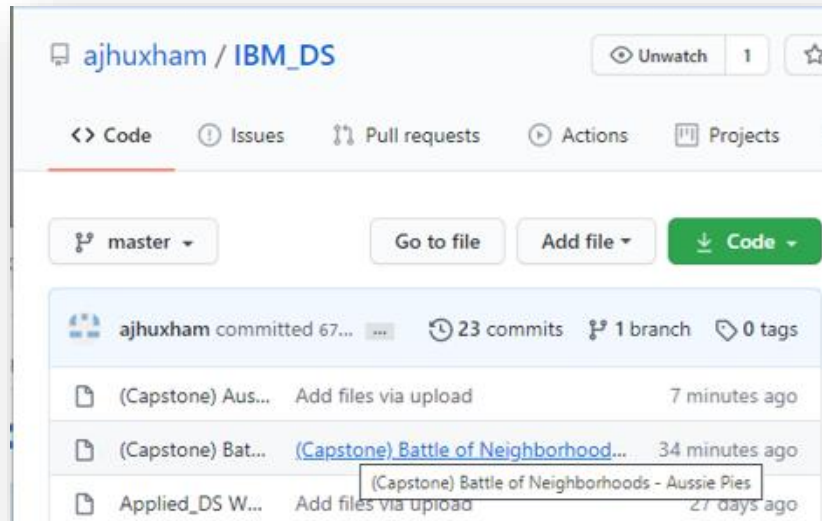 ajhuxham / IBM_DS
Unwatch 1
<> Code Issues Pull requests Actions Projects
master Go to file Add file Code
ajhuxham committed 67... ... 23 commits 1 branch 0 tags
(Capstone) Aus... Add files via upload 7 minutes ago
(Capstone) Bat... (Capstone) Battle of Neighborhood... 34 minutes ago
(Capstone) Battle of Neighborhoods - Aussie Pies
Applied_DS W... Add files via upload 27 days ago